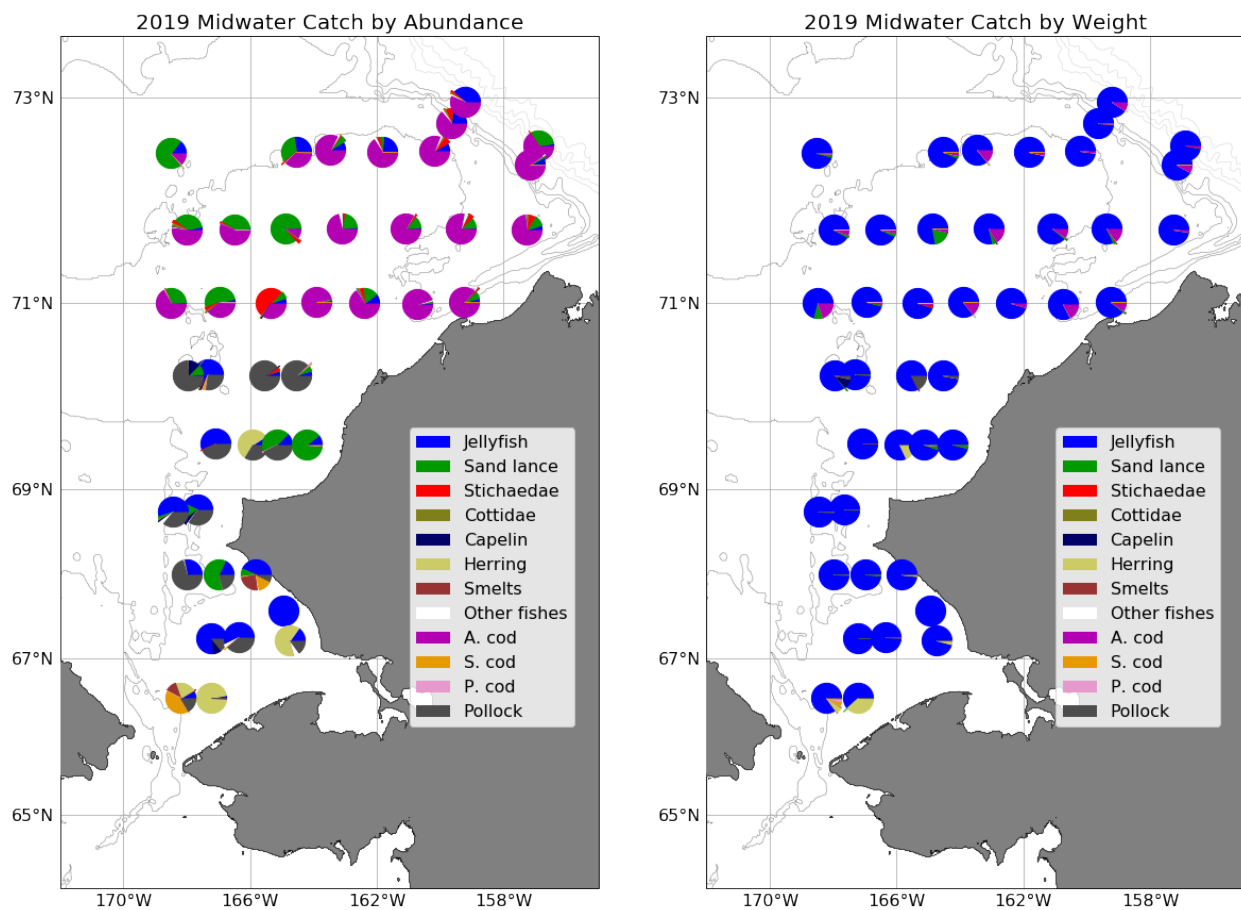 2019 Midwater Catch by Abundance
73°N
71°N
69°N
67°N
65°N
170°W
166°W
162°W
158°W
Jellyfish
Sand lance
Stichaedae
Cottidae
Capelin
Herring
Smelts
Other fishes
A. cod
S. cod
P. cod
Pollock
2019 Midwater Catch by Weight
73°N
71°N
69°N
67°N
65°N
170°W
166°W
162°W
158°W
Jellyfish
Sand lance
Stichaedae
Cottidae
Capelin
Herring
Smelts
Other fishes
A. cod
S. cod
P. cod
Pollock